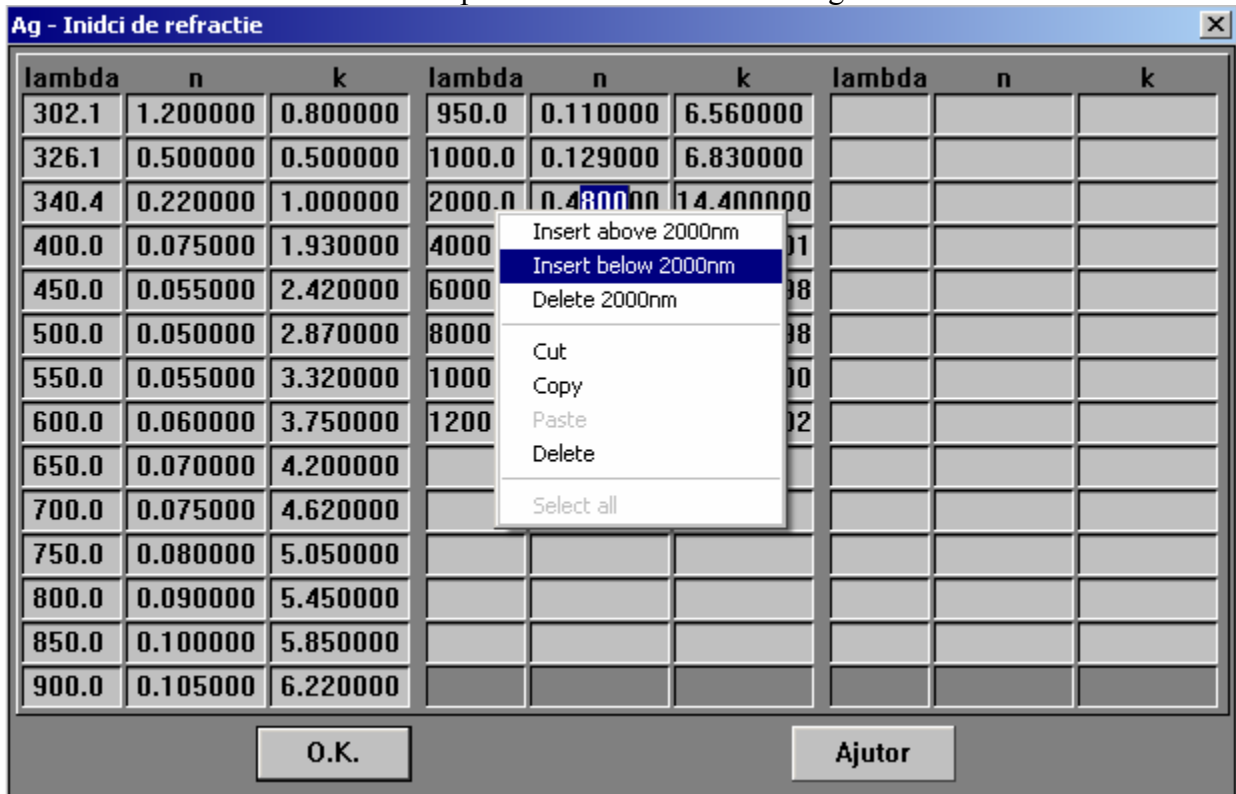 Ag - Inidci de refractie
lambda n k lambda n k lambda n k
302.1 1.200000 0.800000 950.0 0.110000 6.560000
326.1 0.500000 0.500000 1000.0 0.129000 6.830000
340.4 0.220000 1.000000 2000.0 0.480000 14.400000
400.0 0.075000 1.930000 4000
450.0 0.055000 2.420000 6000
500.0 0.050000 2.870000 8000
550.0 0.055000 3.320000 1000
600.0 0.060000 3.750000 1200
650.0 0.070000 4.200000
700.0 0.075000 4.620000
750.0 0.080000 5.050000
800.0 0.090000 5.450000
850.0 0.100000 5.850000
900.0 0.105000 6.220000
Insert above 2000nm
Insert below 2000nm
Delete 2000nm
Cut
Copy
Paste
Delete
Select all
O.K.
Ajutor